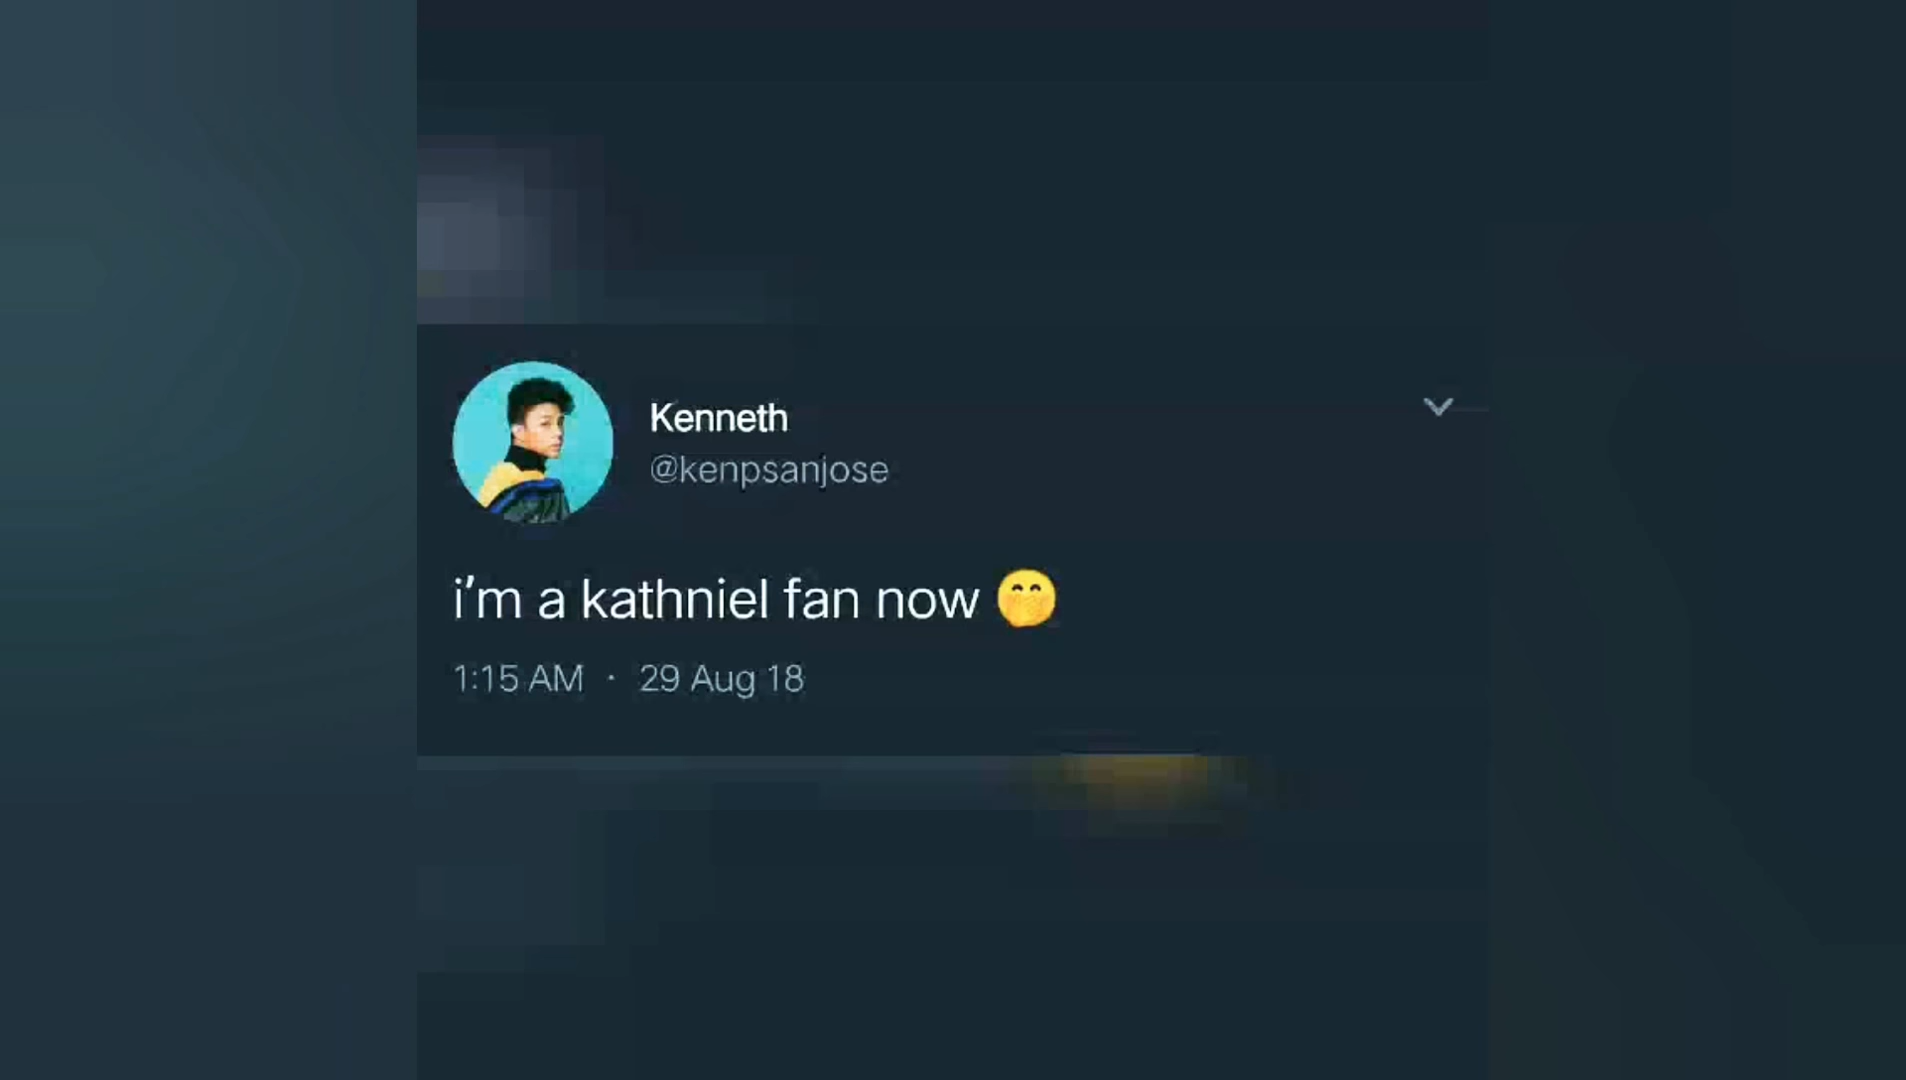 Kenneth
@kenpsanjose
i'm a kathniel fan now 🤭
1:15 AM · 29 Aug 18